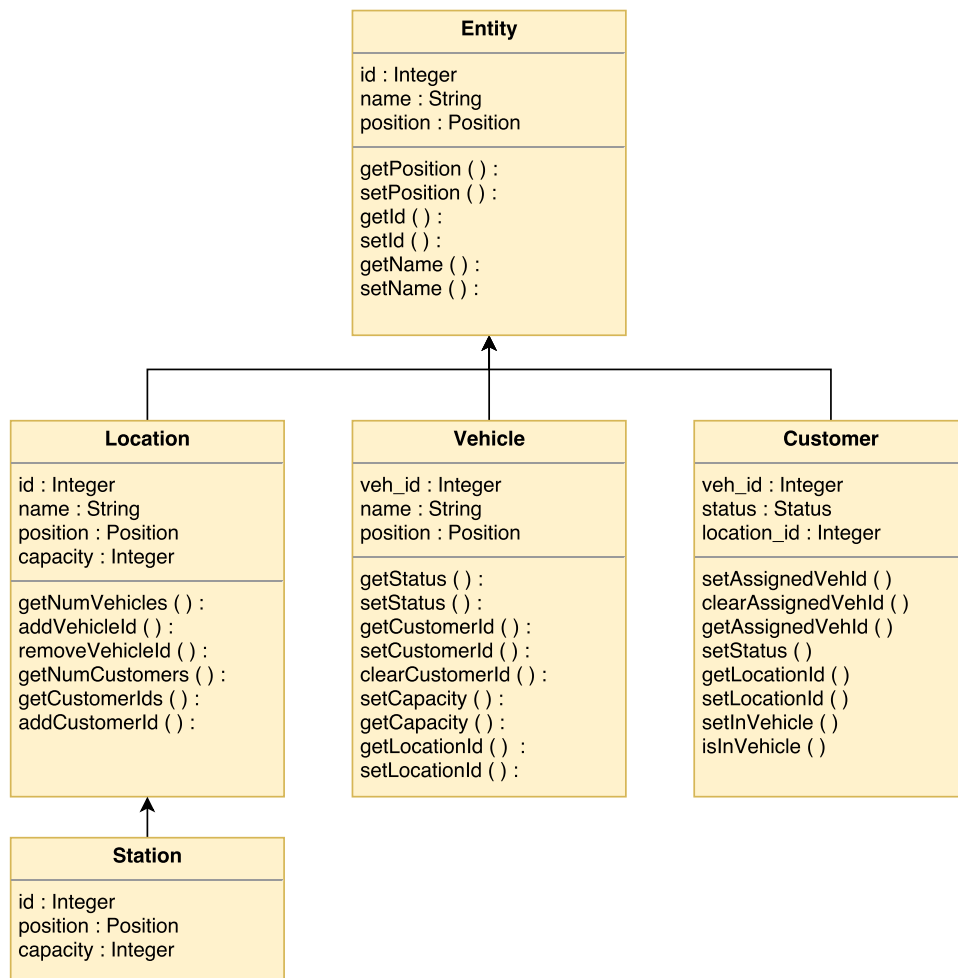 Entity
id : Integer
name : String
position : Position
getPosition ( ) :
setPosition ( ) :
getId ( ) :
setId ( ) :
getName ( ) :
setName ( ) :
Location
id : Integer
name : String
position : Position
capacity : Integer
getNumVehicles ( ) :
addVehicleId ( ) :
removeVehicleId ( ) :
getNumCustomers ( ) :
getCustomerIds ( ) :
addCustomerId ( ) :
Vehicle
veh_id : Integer
name : String
position : Position
getStatus ( ) :
setStatus ( ) :
getCustomerId ( ) :
setCustomerId ( ) :
clearCustomerId ( ) :
setCapacity ( ) :
getCapacity ( ) :
getLocationId ( )  :
setLocationId ( ) :
Customer
veh_id : Integer
status : Status
location_id : Integer
setAssignedVehId ( )
clearAssignedVehId ( )
getAssignedVehId ( )
setStatus ( )
getLocationId ( )
setLocationId ( )
setInVehicle ( )
isInVehicle ( )
Station
id : Integer
position : Position
capacity : Integer